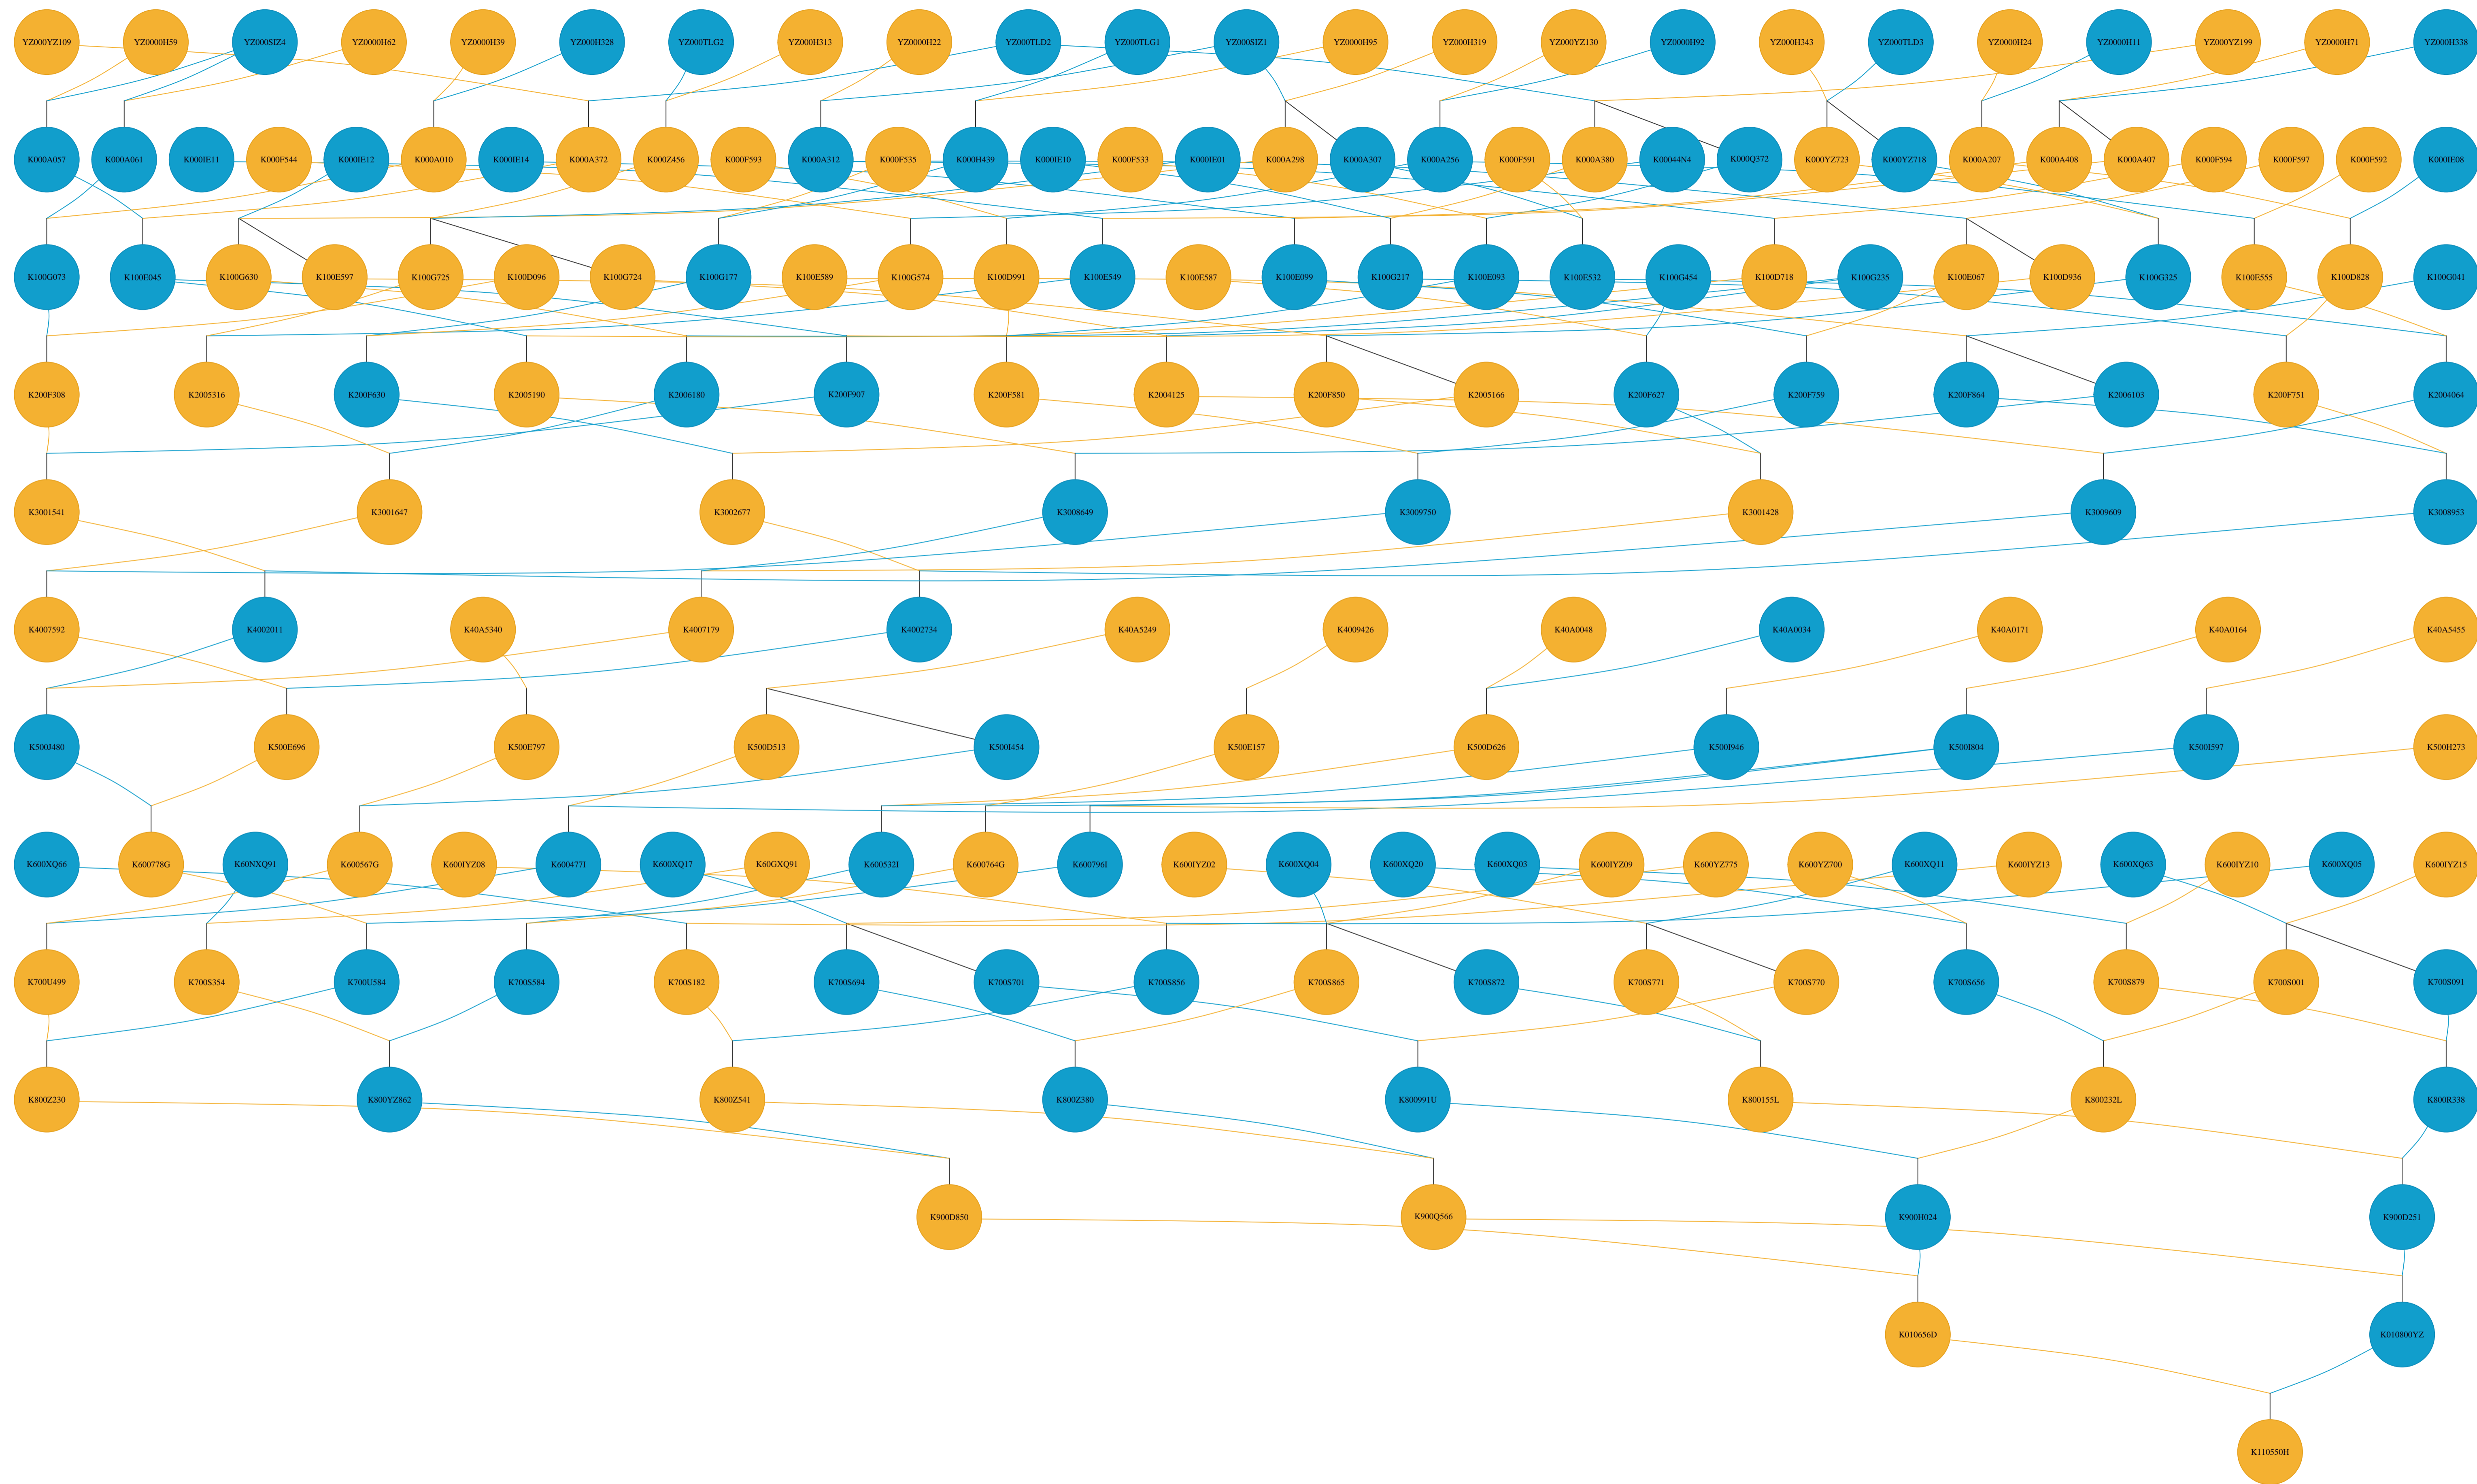 YZ000YZ109 YZ0000H59 YZ000SIZ4 YZ0000H62 YZ0000H39 YZ000H328 YZ000TLG2 YZ000H313 YZ0000H22 YZ000TLD2 YZ000TLG1 YZ000SIZ1 YZ0000H95 YZ000H319 YZ000YZ130 YZ0000H92 YZ000H343 YZ000TLD3 YZ0000H24 YZ0000H11 YZ000YZ199 YZ0000H71 YZ000H338
K000A057 K000A061 K000IE11 K000F544 K000IE12 K000A010 K000IE14 K000A372 K000Z456 K000F593 K000A312 K000F535 K000H439 K000IE10 K000F533 K000IE01 K000A298 K000A307 K000A256 K000F591 K000A380 K00044N4 K000Q372 K000YZ723 K000YZ718 K000A207 K000A408 K000A407 K000F594 K000F597 K000F592 K000IE08
K100G073 K100E045 K100G630 K100E597 K100G725 K100D096 K100G724 K100G177 K100E589 K100G574 K100D991 K100E549 K100E587 K100E099 K100G217 K100E093 K100E532 K100G454 K100D718 K100G235 K100E067 K100D936 K100G325 K100E555 K100D828 K100G041
K200F308 K2005316 K200F630 K2005190 K2006180 K200F907 K200F581 K2004125 K200F850 K2005166 K200F627 K200F759 K200F864 K2006103 K200F751 K2004064
K3001541 K3001647 K3002677 K3008649 K3009750 K3001428 K3009609 K3008953
K4007592 K4002011 K40A5340 K4007179 K4002734 K40A5249 K4009426 K40A0048 K40A0034 K40A0171 K40A0164 K40A5455
K500J480 K500E696 K500E797 K500D513 K500I454 K500E157 K500D626 K500I946 K500I804 K500I597 K500H273
K600XQ66 K600778G K60NXQ91 K600567G K600IYZ08 K600477I K600XQ17 K60GXQ91 K600532I K600764G K600796I K600IYZ02 K600XQ04 K600XQ20 K600XQ03 K600IYZ09 K600YZ775 K600YZ700 K600XQ11 K600IYZ13 K600XQ63 K600IYZ10 K600XQ05 K600IYZ15
K700U499 K700S354 K700U584 K700S584 K700S182 K700S694 K700S701 K700S856 K700S865 K700S872 K700S771 K700S770 K700S656 K700S879 K700S001 K700S091
K800Z230 K800YZ862 K800Z541 K800Z380 K800991U K800155L K800232L K800R338
K900D850 K900Q566 K900H024 K900D251
K010656D K010800YZ
K110550H